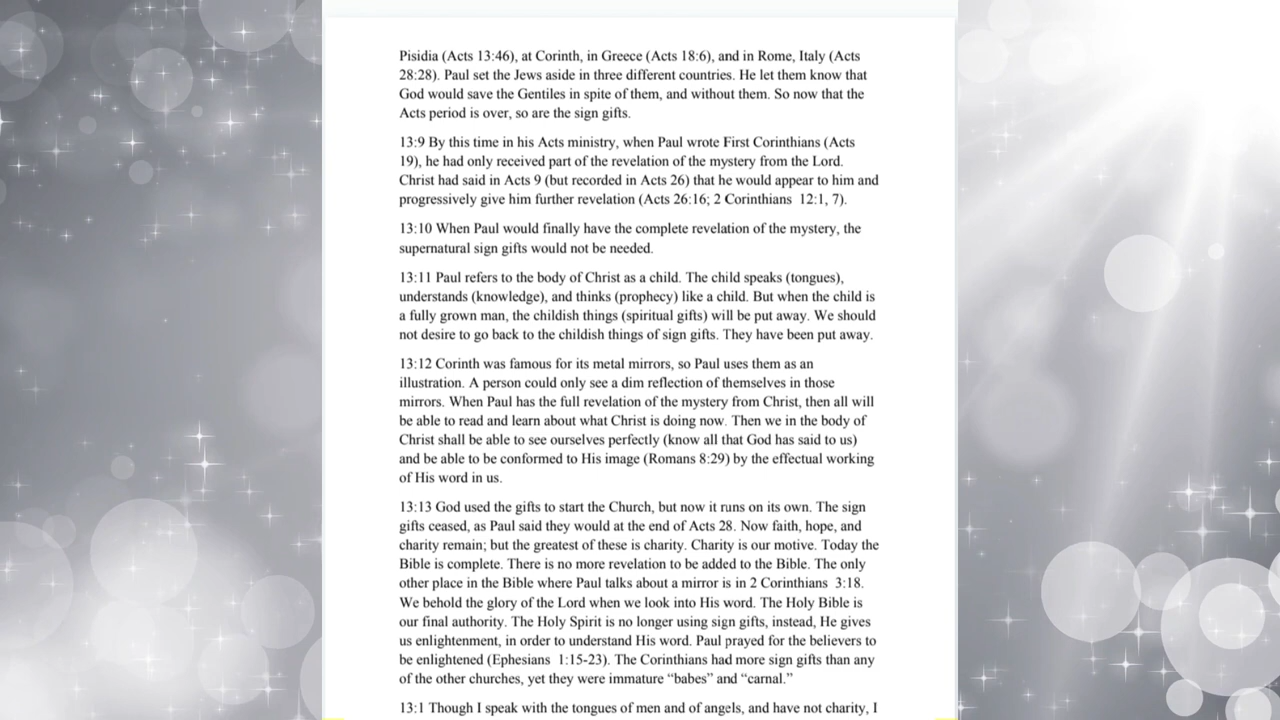 Pisidia (Acts 13:46), at Corinth, in Greece (Acts 18:6), and in Rome, Italy (Acts
28:28). Paul set the Jews aside in three different countries. He let them know that
God would save the Gentiles in spite of them, and without them. So now that the
Acts period is over, so are the sign gifts.
13:9 By this time in his Acts ministry, when Paul wrote First Corinthians (Acts
19), he had only received part of the revelation of the mystery from the Lord.
Christ had said in Acts 9 (but recorded in Acts 26) that he would appear to him and
progressively give him further revelation (Acts 26:16; 2 Corinthians  12:1, 7).
13:10 When Paul would finally have the complete revelation of the mystery, the
supernatural sign gifts would not be needed.
13:11 Paul refers to the body of Christ as a child. The child speaks (tongues),
understands (knowledge), and thinks (prophecy) like a child. But when the child is
a fully grown man, the childish things (spiritual gifts) will be put away. We should
not desire to go back to the childish things of sign gifts. They have been put away.
13:12 Corinth was famous for its metal mirrors, so Paul uses them as an
illustration. A person could only see a dim reflection of themselves in those
mirrors. When Paul has the full revelation of the mystery from Christ, then all will
be able to read and learn about what Christ is doing now. Then we in the body of
Christ shall be able to see ourselves perfectly (know all that God has said to us)
and be able to be conformed to His image (Romans 8:29) by the effectual working
of His word in us.
13:13 God used the gifts to start the Church, but now it runs on its own. The sign
gifts ceased, as Paul said they would at the end of Acts 28. Now faith, hope, and
charity remain; but the greatest of these is charity. Charity is our motive. Today the
Bible is complete. There is no more revelation to be added to the Bible. The only
other place in the Bible where Paul talks about a mirror is in 2 Corinthians  3:18.
We behold the glory of the Lord when we look into His word. The Holy Bible is
our final authority. The Holy Spirit is no longer using sign gifts, instead, He gives
us enlightenment, in order to understand His word. Paul prayed for the believers to
be enlightened (Ephesians  1:15-23). The Corinthians had more sign gifts than any
of the other churches, yet they were immature “babes” and “carnal.”
13:1 Though I speak with the tongues of men and of angels, and have not charity, I